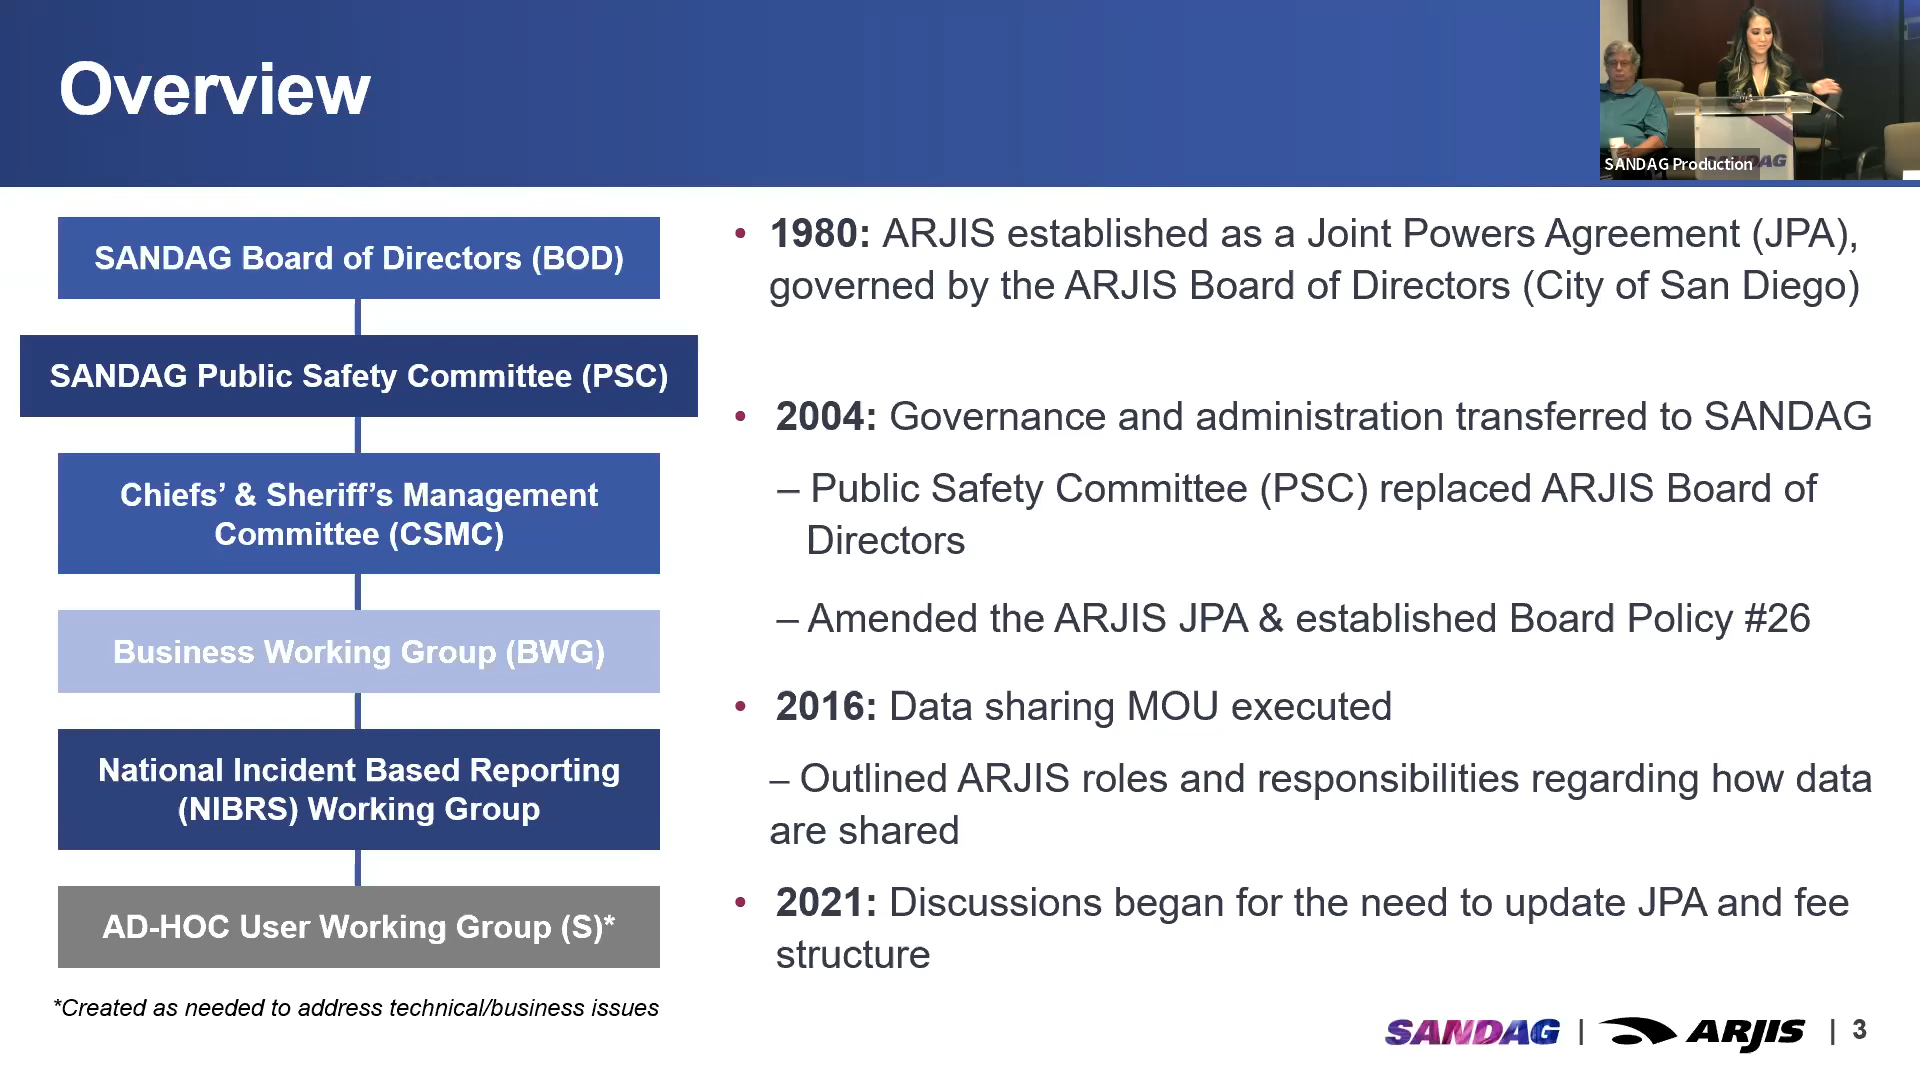 Overview
SANDAG Production
SANDAG
SANDAG Board of Directors (BOD)
SANDAG Public Safety Committee (PSC)
Chiefs’ & Sheriff’s Management
Committee (CSMC)
Business Working Group (BWG)
National Incident Based Reporting
(NIBRS) Working Group
AD-HOC User Working Group (S)*
*Created as needed to address technical/business issues
• 1980: ARJIS established as a Joint Powers Agreement (JPA),
governed by the ARJIS Board of Directors (City of San Diego)
• 2004: Governance and administration transferred to SANDAG
– Public Safety Committee (PSC) replaced ARJIS Board of
Directors
– Amended the ARJIS JPA & established Board Policy #26
• 2016: Data sharing MOU executed
– Outlined ARJIS roles and responsibilities regarding how data
are shared
• 2021: Discussions began for the need to update JPA and fee
structure
SANDAG | ARJIS | 3